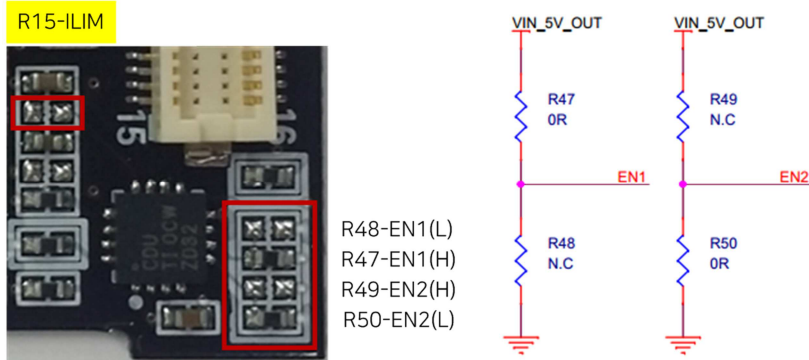 R15-ILIM
15
16
CDU
TI OCW
ZD32
R48-EN1(L)
R47-EN1(H)
R49-EN2(H)
R50-EN2(L)
VIN_5V_OUT
R47
0R
EN1
R48
N.C
VIN_5V_OUT
R49
N.C
EN2
R50
0R